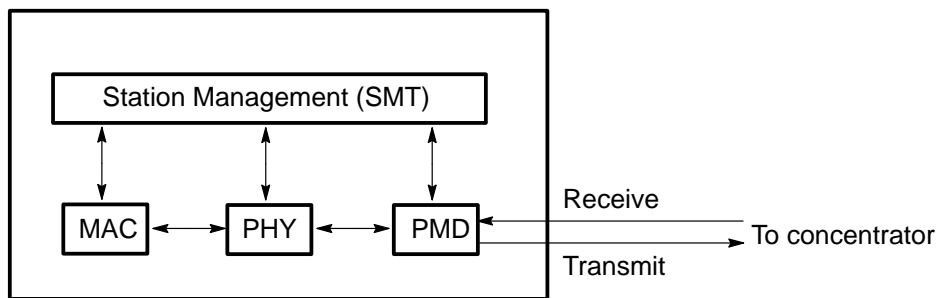 Station Management (SMT)
MAC
PHY
PMD
Receive
Transmit
To concentrator